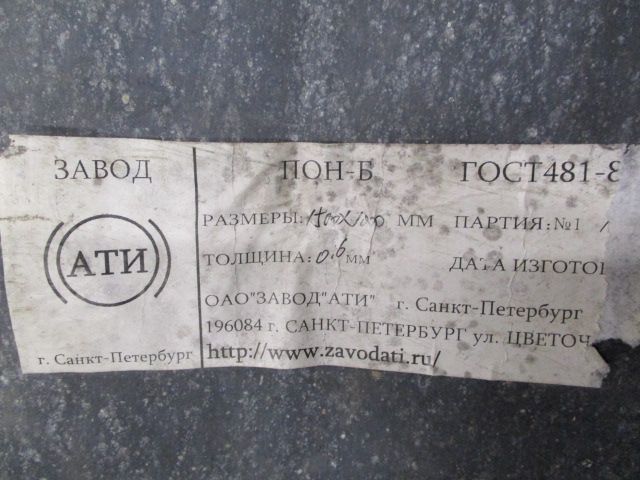 ЗАВОД
АТИ
г. Санкт-Петербург
ПОН-Б ГОСТ481-8
РАЗМЕРЫ: ММ ПАРТИЯ:№1
ТОЛЩИНА: 0.6 ММ ДАТА ИЗГОТО
ОАО"ЗАВОД"АТИ" г. Санкт-Петербург
196084 г. САНКТ-ПЕТЕРБУРГ ул. ЦВЕТОЧ
http://www.zavodati.ru/